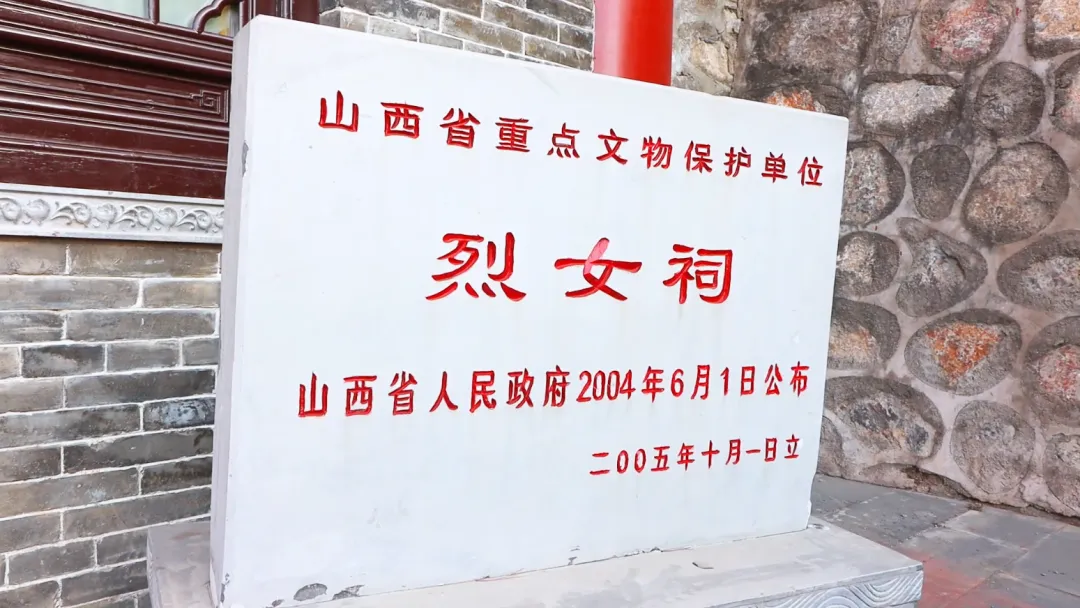 山西省重点文物保护单位
烈女祠
山西省人民政府2004年6月1日公布
二00五年十月一日立